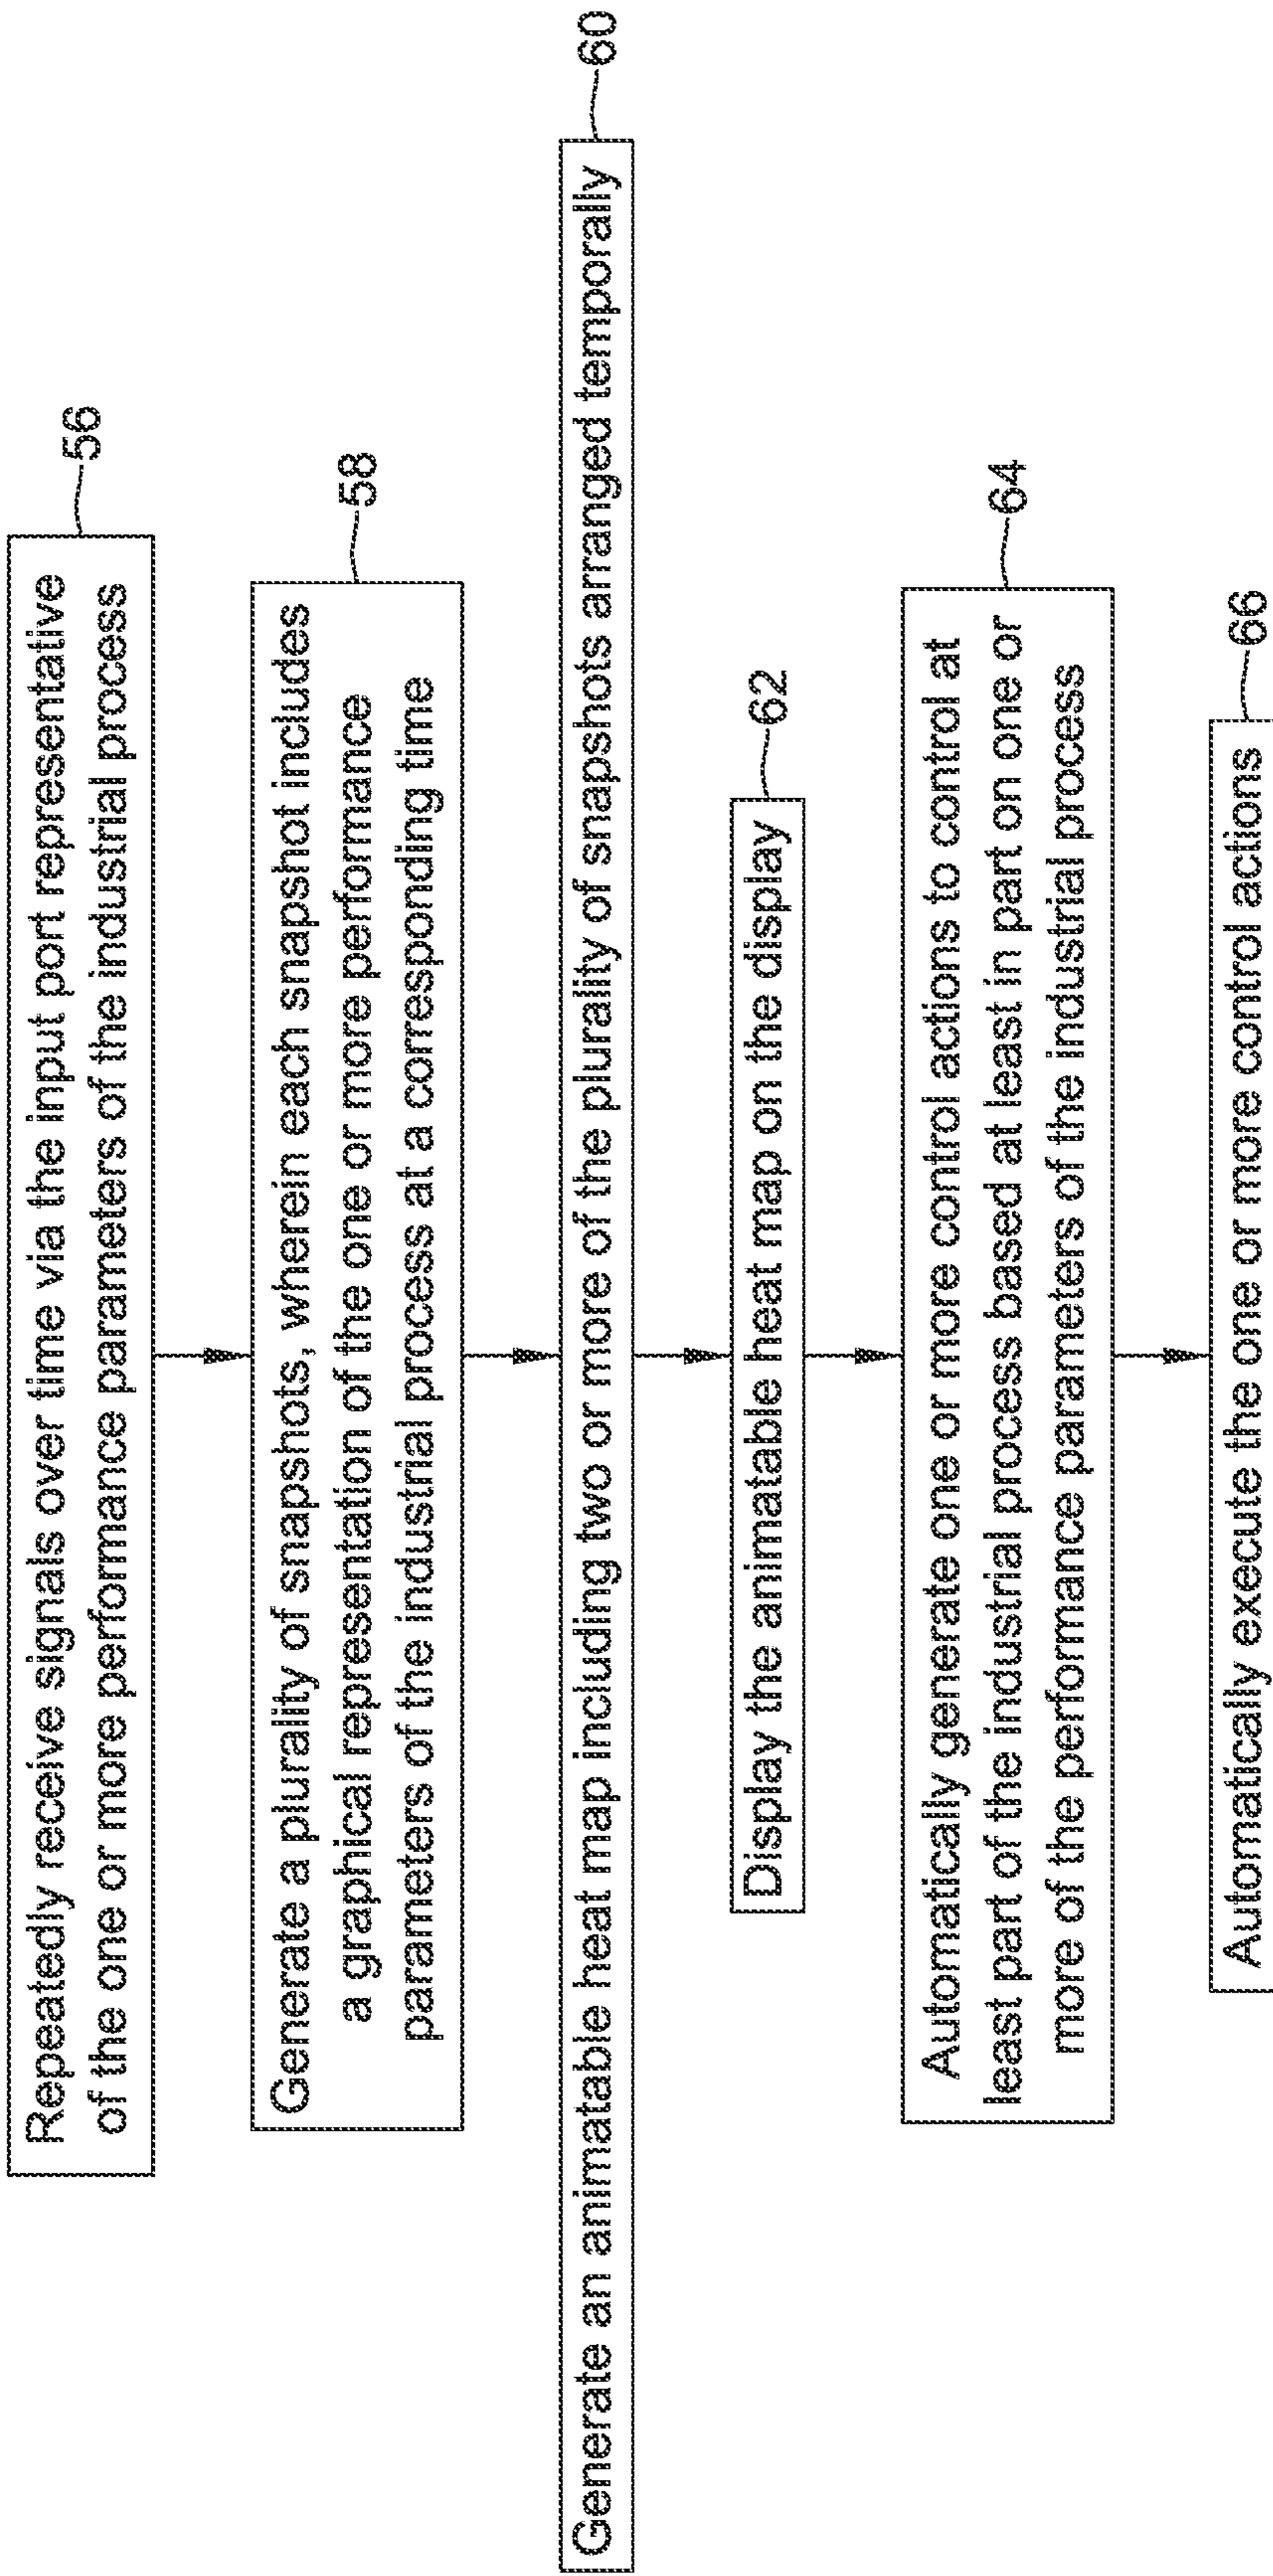 Repeatedly receive signals over time via the input port representative
of the one or more performance parameters of the industrial process
56
Generate a plurality of snapshots, wherein each snapshot includes
a graphical representation of the one or more performance
parameters of the industrial process at a corresponding time
58
Generate an animatable heat map including two or more of the plurality of snapshots arranged temporally
60
Display the animatable heat map on the display
62
Automatically generate one or more control actions to control at
least part of the industrial process based at least in part on one or
more of the performance parameters of the industrial process
64
Automatically execute the one or more control actions
66